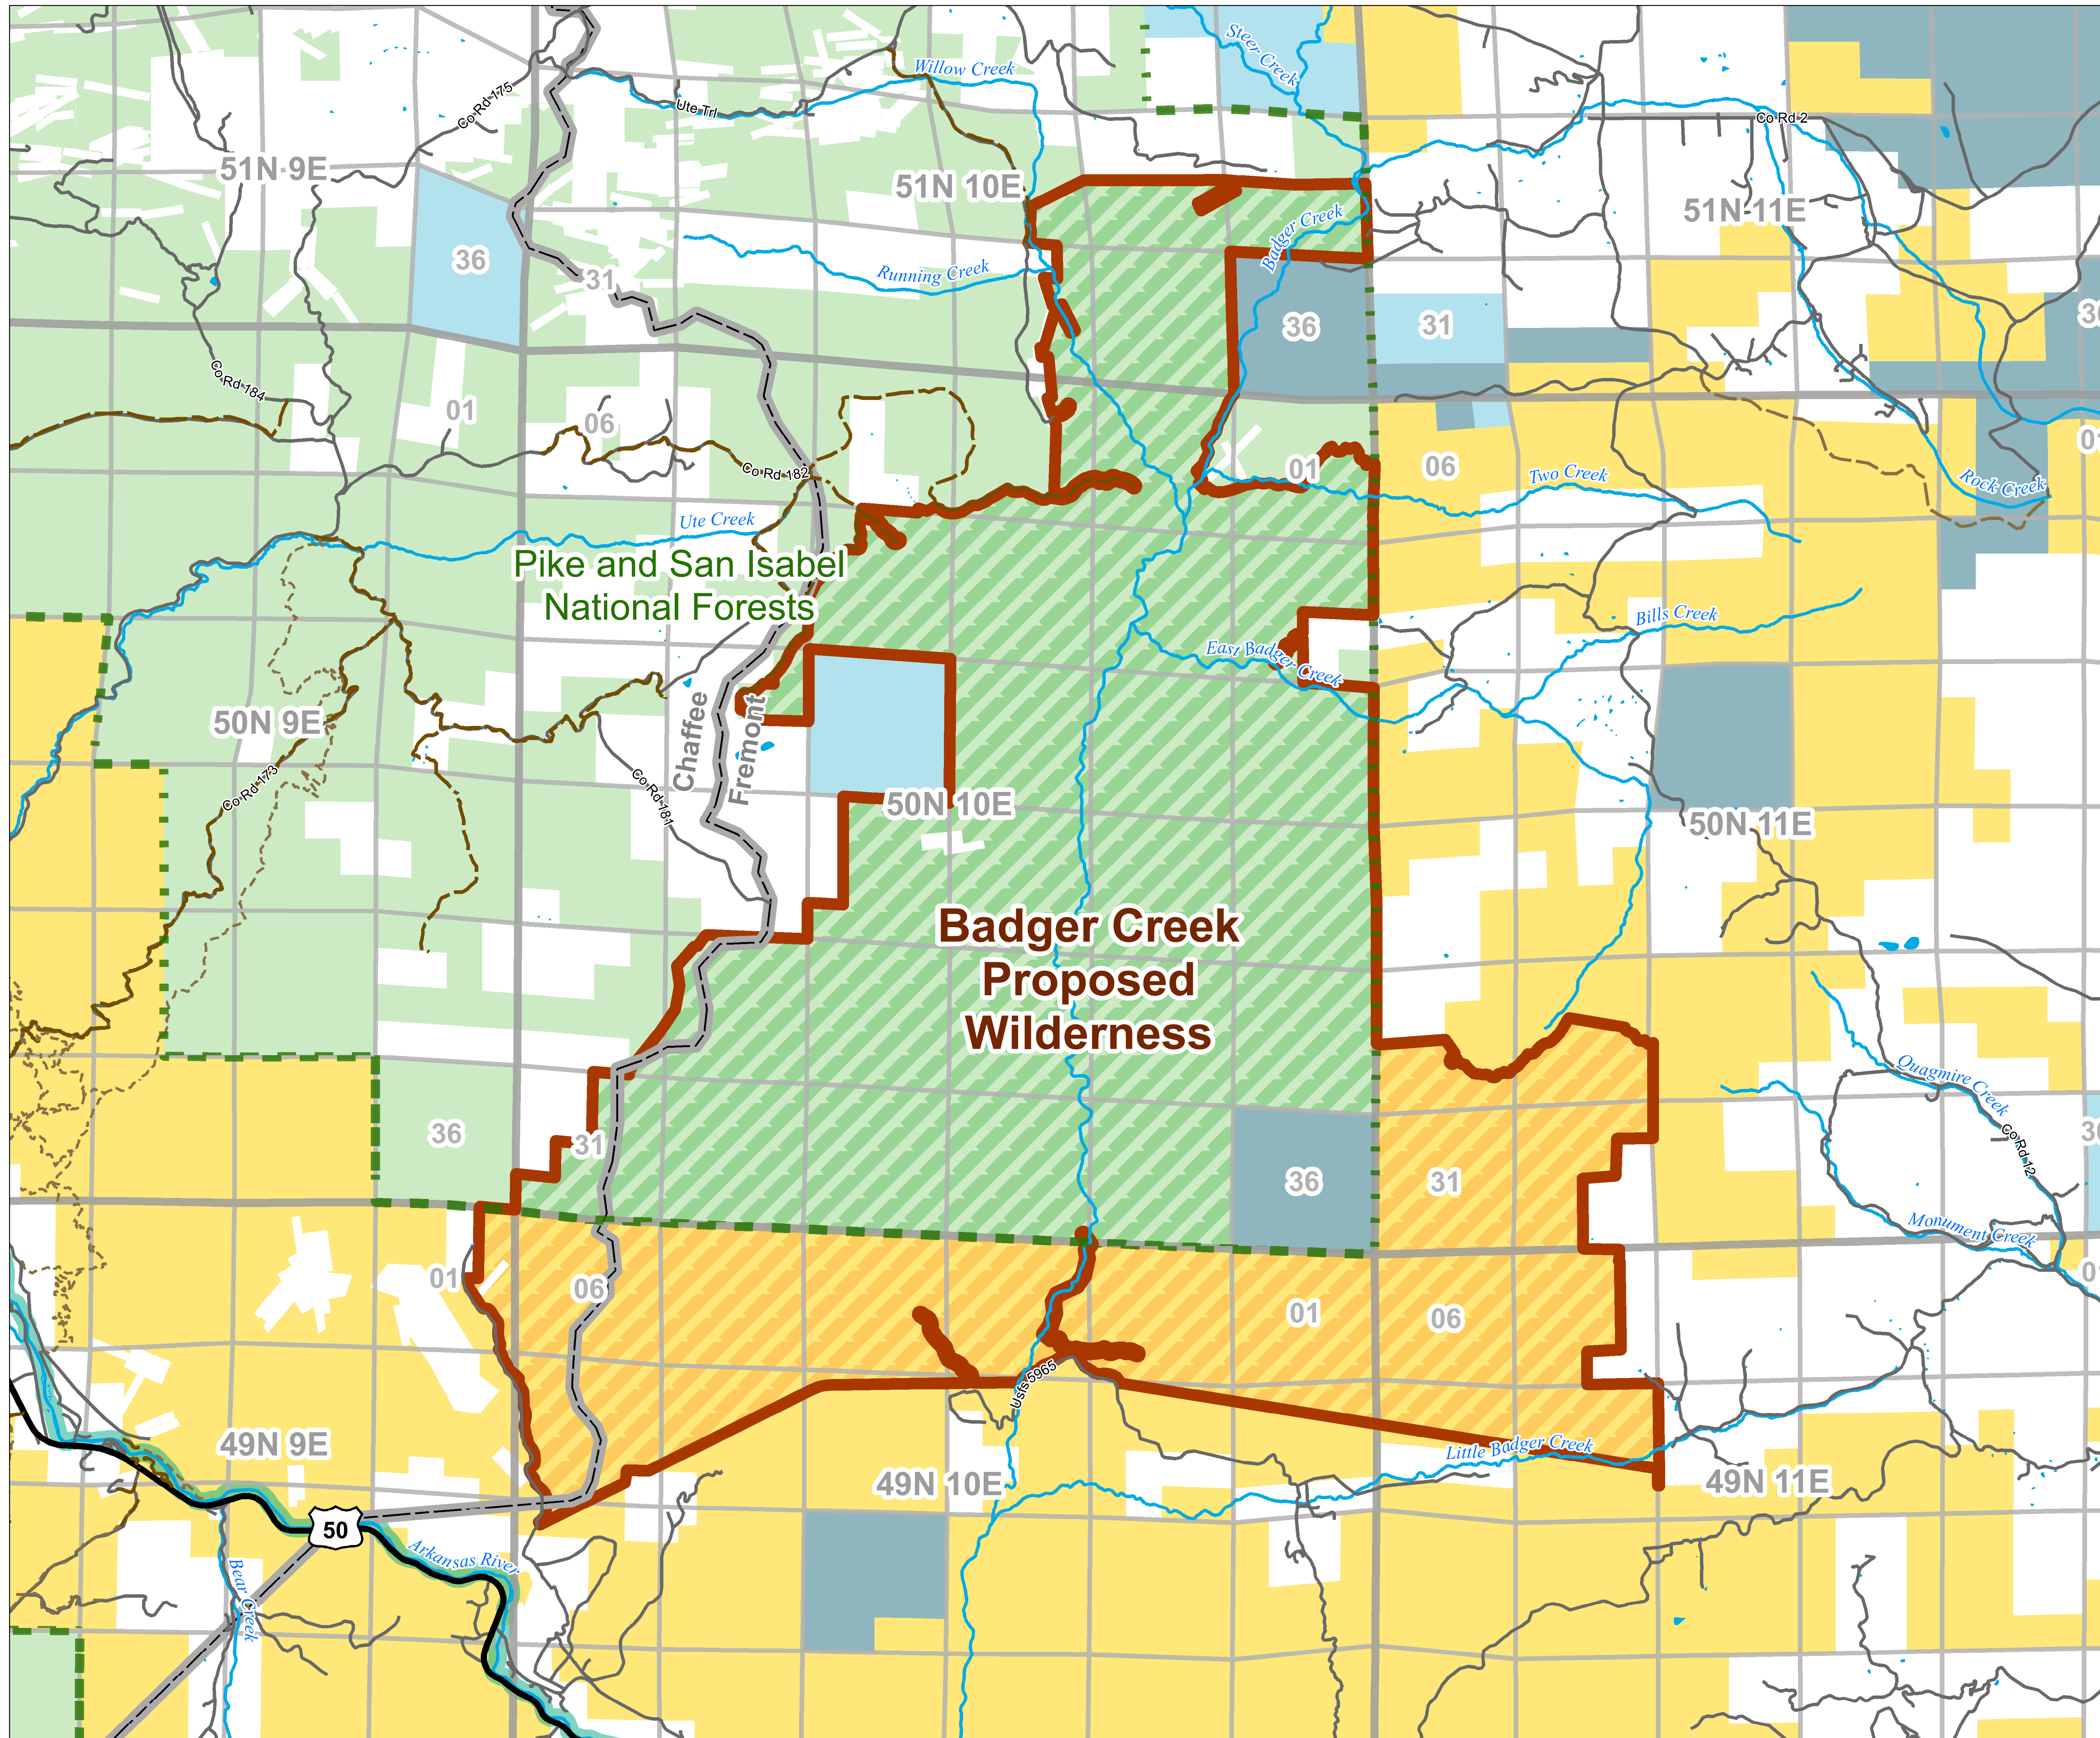 Steer Creek
Willow Creek
Co Rd 175
Ute Trl
Co Rd 2
51N 9E
51N 10E
51N 11E
Badger Creek
36
31
Running Creek
36
31
Co Rd 184
01
06
01
06
Co Rd 182
Two Creek
Rock Creek
Ute Creek
Pike and San Isabel
National Forests
Bills Creek
East Badger Creek
50N 9E
Chaffee
Fremont
Co Rd 173
Co Rd 181
50N 10E
50N 11E
Badger Creek
Proposed
Wilderness
Quagmire Creek
Co Rd 12
36
31
36
31
Monument Creek
01
06
01
06
Usfs 5965
49N 9E
Little Badger Creek
49N 10E
49N 11E
50
Arkansas River
Bear Creek